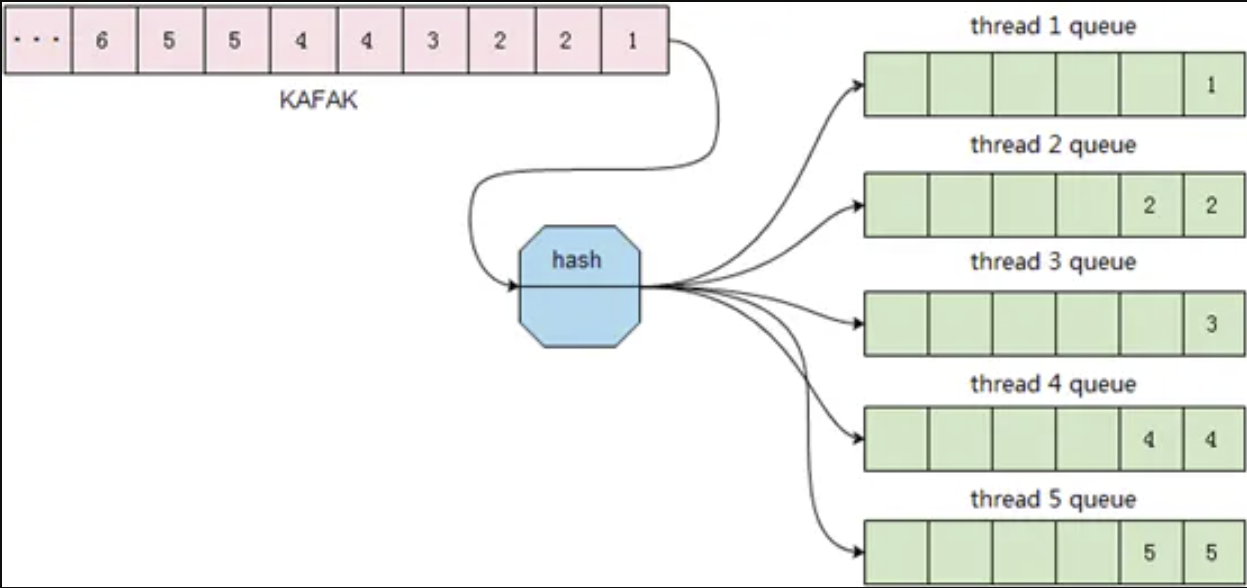 ... 6 5 5 4 4 3 2 2 1
KAFAK
hash
thread 1 queue
1
thread 2 queue
2 2
thread 3 queue
3
thread 4 queue
4 4
thread 5 queue
5 5